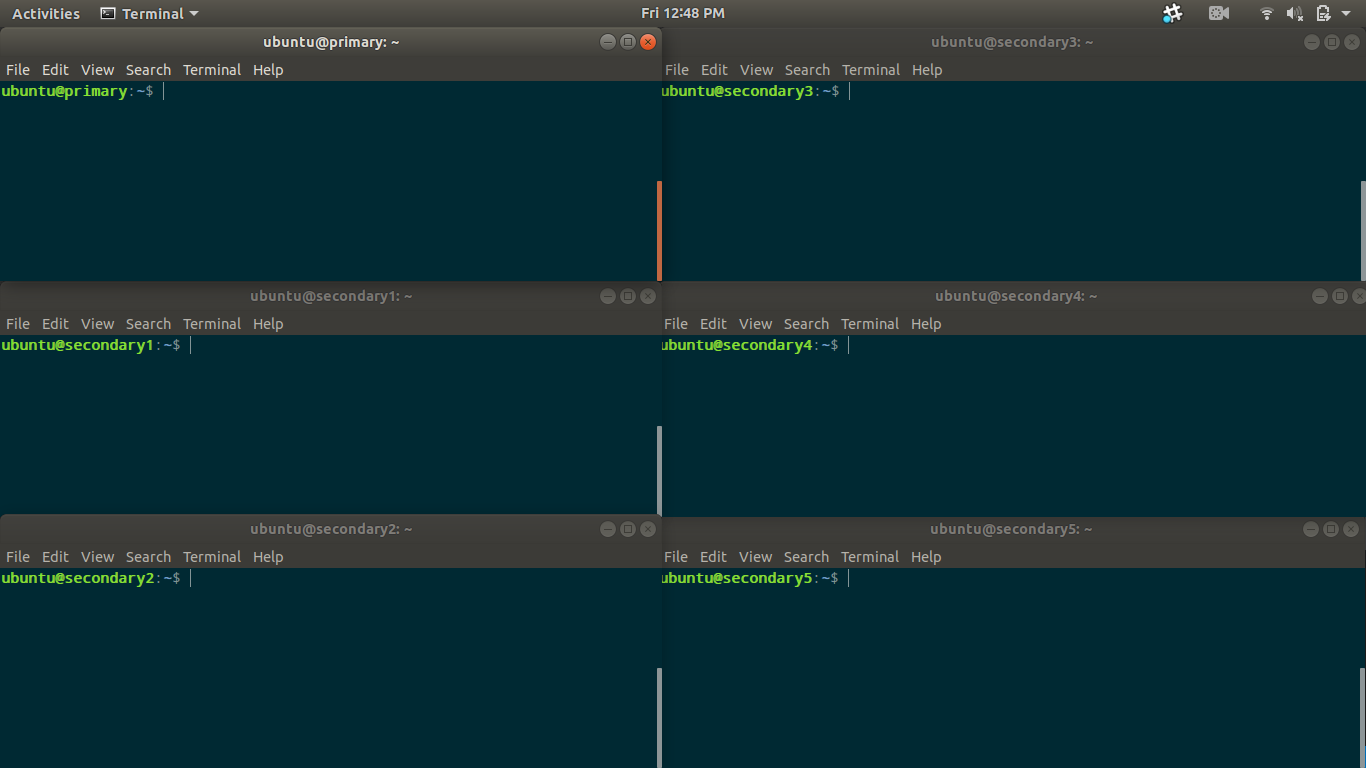 Activities Terminal Fri 12:48 PM
ubuntu@primary: ~
File Edit View Search Terminal Help
ubuntu@primary:~$
ubuntu@secondary3: ~
File Edit View Search Terminal Help
ubuntu@secondary3:~$
ubuntu@secondary1: ~
File Edit View Search Terminal Help
ubuntu@secondary1:~$
ubuntu@secondary4: ~
File Edit View Search Terminal Help
ubuntu@secondary4:~$
ubuntu@secondary2: ~
File Edit View Search Terminal Help
ubuntu@secondary2:~$
ubuntu@secondary5: ~
File Edit View Search Terminal Help
ubuntu@secondary5:~$